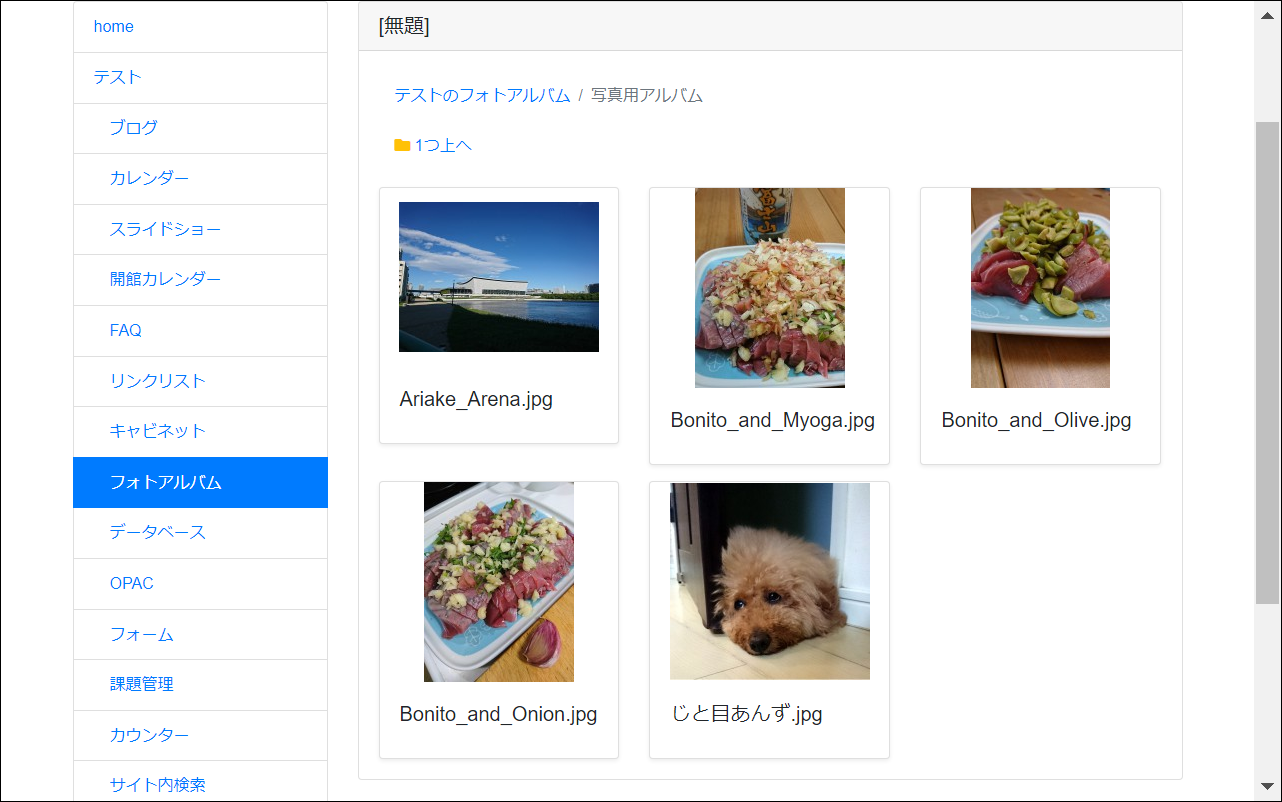 home
テスト
ブログ
カレンダー
スライドショー
開館カレンダー
FAQ
リンクリスト
キャビネット
フォトアルバム
データベース
OPAC
フォーム
課題管理
カウンター
サイト内検索
[無題]
テストのフォトアルバム / 写真用アルバム
1つ上へ
富士山
Ariake_Arena.jpg
Bonito_and_Myoga.jpg
Bonito_and_Olive.jpg
Bonito_and_Onion.jpg
じと目あんず.jpg